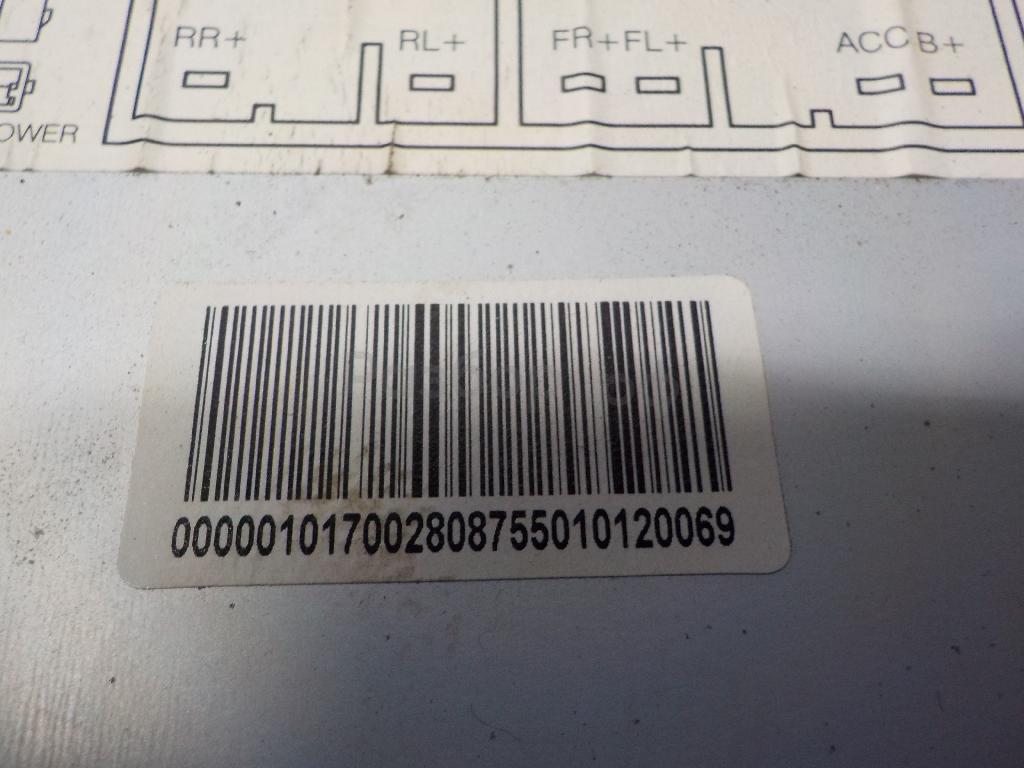 RR+ RL+ FR+ FL+ ACC B+
OWER
000001017002808755010120069